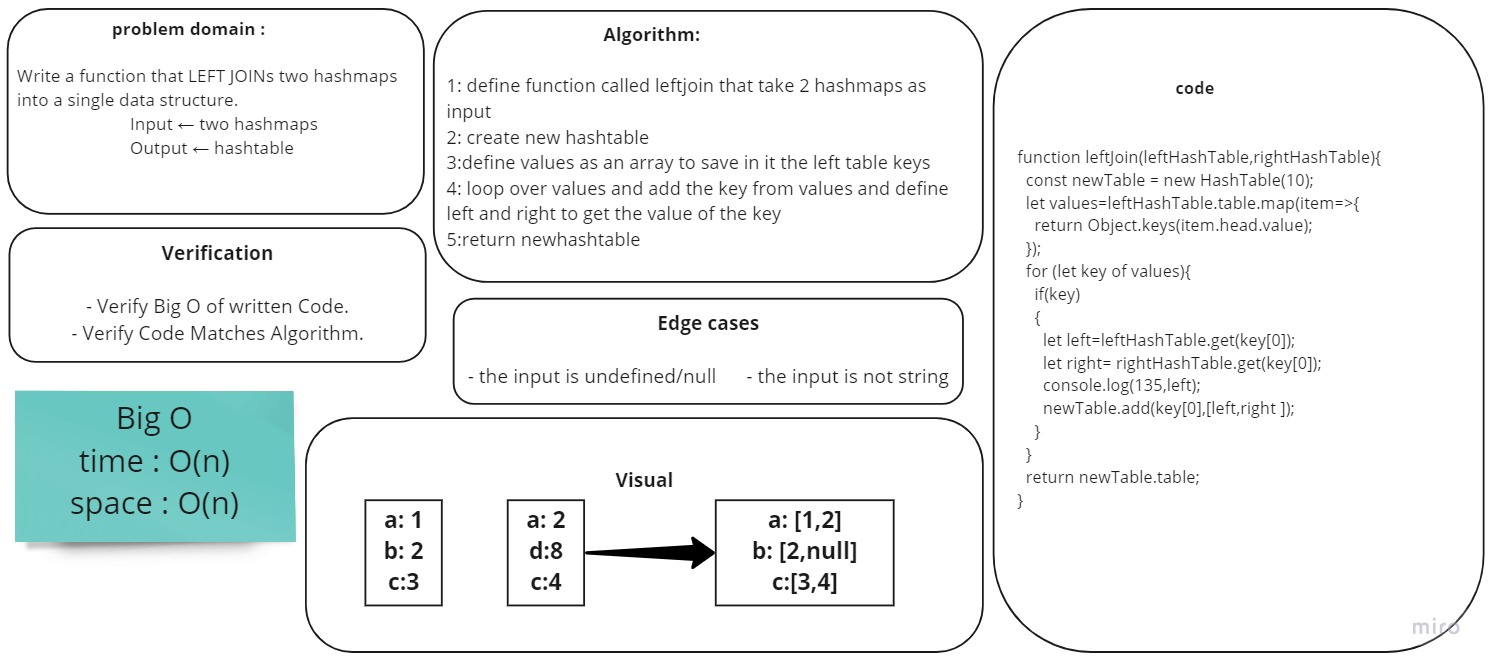 problem domain :
Write a function that LEFT JOINs two hashmaps
into a single data structure.
Input ← two hashmaps
Output ← hashtable
Verification
- Verify Big O of written Code.
- Verify Code Matches Algorithm.
Big O
time : O(n)
space : O(n)
Algorithm:
1: define function called leftjoin that take 2 hashmaps as
input
2: create new hashtable
3:define values as an array to save in it the left table keys
4: loop over values and add the key from values and define
left and right to get the value of the key
5:return newhashtable
Edge cases
- the input is undefined/null - the input is not string
Visual
a: 1
b: 2
c:3
a: 2
d:8
c:4
a: [1,2]
b: [2,null]
c:[3,4]
code
function leftJoin(leftHashTable,rightHashTable){
const newTable = new HashTable(10);
let values=leftHashTable.table.map(item=>{
return Object.keys(item.head.value);
});
for (let key of values){
if(key)
{
let left=leftHashTable.get(key[0]);
let right= rightHashTable.get(key[0]);
console.log(135,left);
newTable.add(key[0],[left,right ]);
}
}
return newTable.table;
}
miro